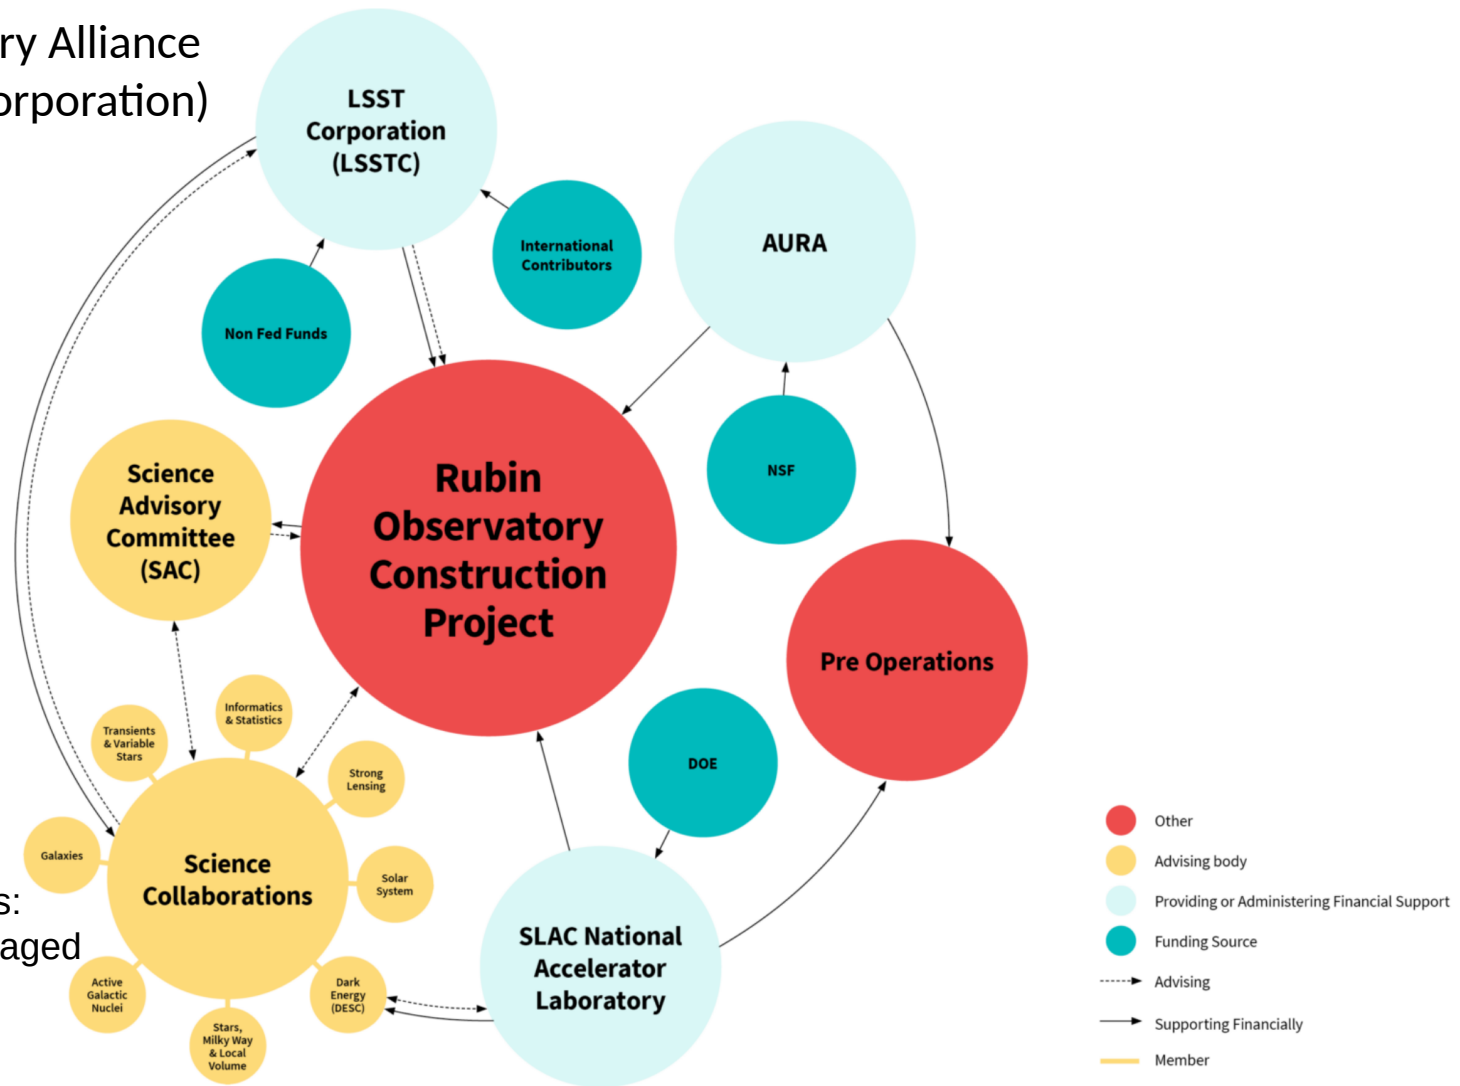 ry Alliance
orporation)
LSST
Corporation
(LSSTC)
International
Contributors
AURA
Non Fed Funds
NSF
Science
Advisory
Committee
(SAC)
Rubin
Observatory
Construction
Project
Pre Operations
DOE
Informatics
& Statistics
Transients
& Variable
Stars
Strong
Lensing
Galaxies
Science
Collaborations
Solar
System
s:
aged
Active
Galactic
Nuclei
Dark
Energy
(DESC)
Stars,
Milky Way
& Local
Volume
SLAC National
Accelerator
Laboratory
Other
Advising body
Providing or Administering Financial Support
Funding Source
Advising
Supporting Financially
Member